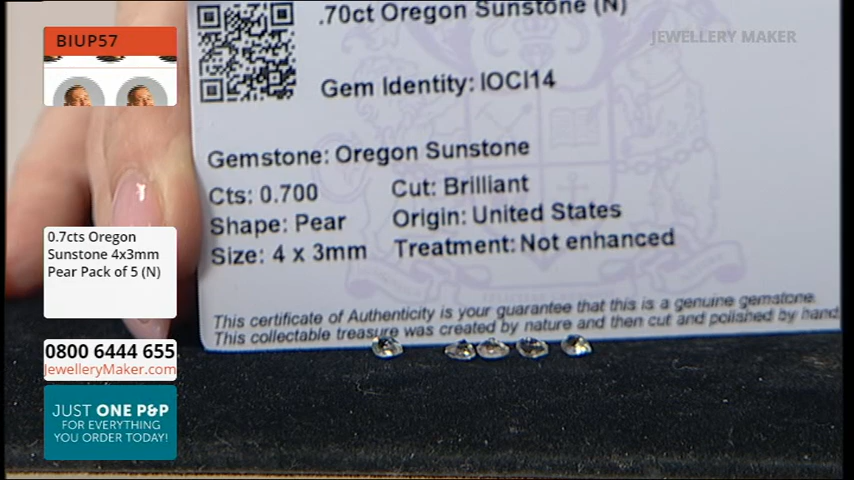 BIUP57
JEWELLERY MAKER
.70ct Oregon Sunstone (N)
Gem Identity: IOCI14
Gemstone: Oregon Sunstone
Cts: 0.700 Cut: Brilliant
Shape: Pear Origin: United States
Size: 4 x 3mm Treatment: Not enhanced
This certificate of Authenticity is your guarantee that this is a genuine gemstone.
This collectable treasure was created by nature and then cut and polished by hand
0.7cts Oregon
Sunstone 4x3mm
Pear Pack of 5 (N)
0800 6444 655
JewelleryMaker.com
JUST ONE P&P
FOR EVERYTHING
YOU ORDER TODAY!